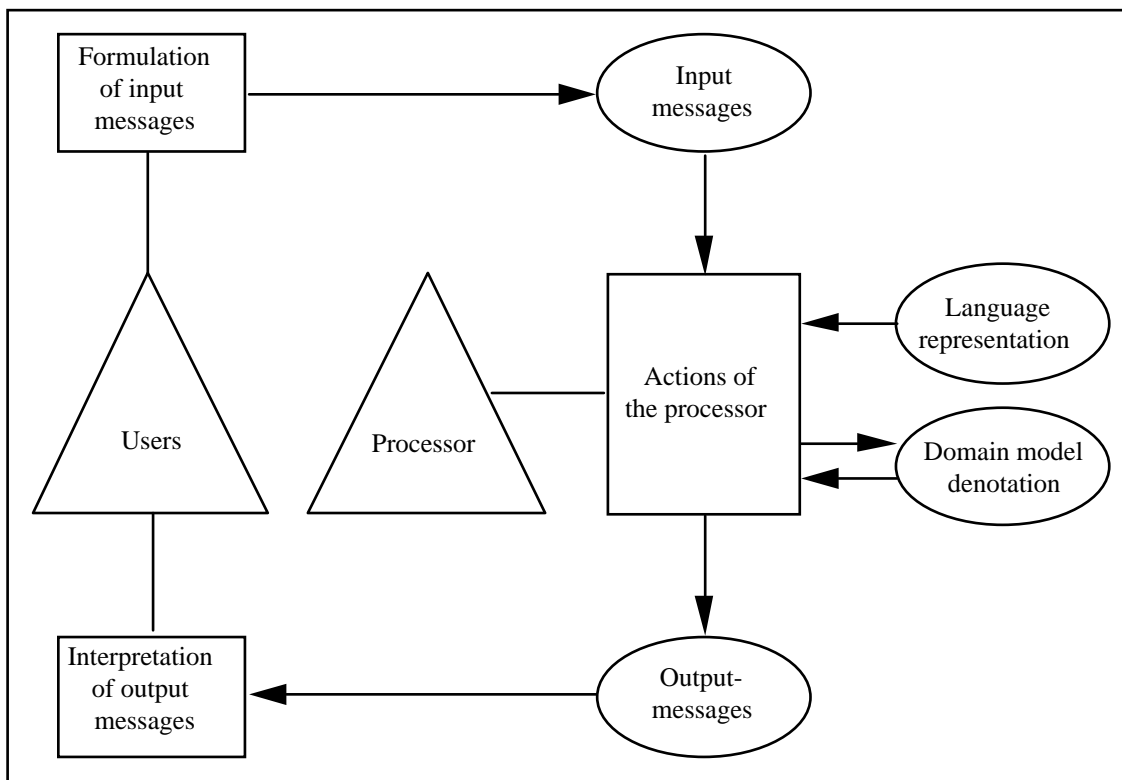 Formulation
of input
messages
Input
messages
Language
representation
Actions of
the processor
Users
Processor
Domain model
denotation
Interpretation
of output
messages
Output-
messages